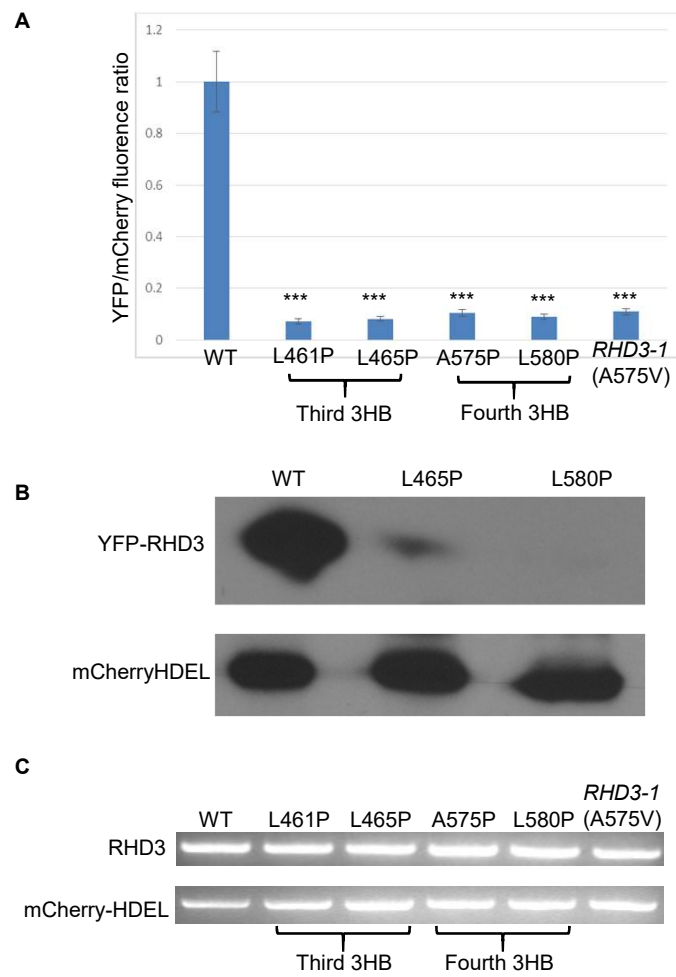 A
YFP/mCherry fluorence ratio
1.2
1
0.8
0.6
0.4
0.2
0
*** *** *** *** ***
WT L461P L465P A575P L580P RHD3-1
(A575V)
Third 3HB Fourth 3HB
B
WT L465P L580P
YFP-RHD3
mCherryHDEL
C
RHD3-1
WT L461P L465P A575P L580P (A575V)
RHD3
mCherry-HDEL
Third 3HB Fourth 3HB